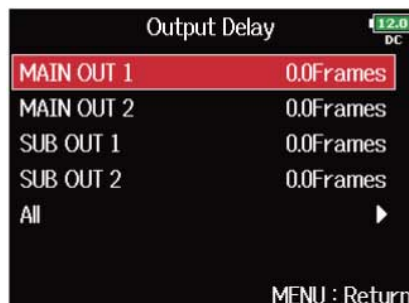 Output Delay
12.0
DC
MAIN OUT 1 0.0Frames
MAIN OUT 2 0.0Frames
SUB OUT 1 0.0Frames
SUB OUT 2 0.0Frames
All
MENU : Return